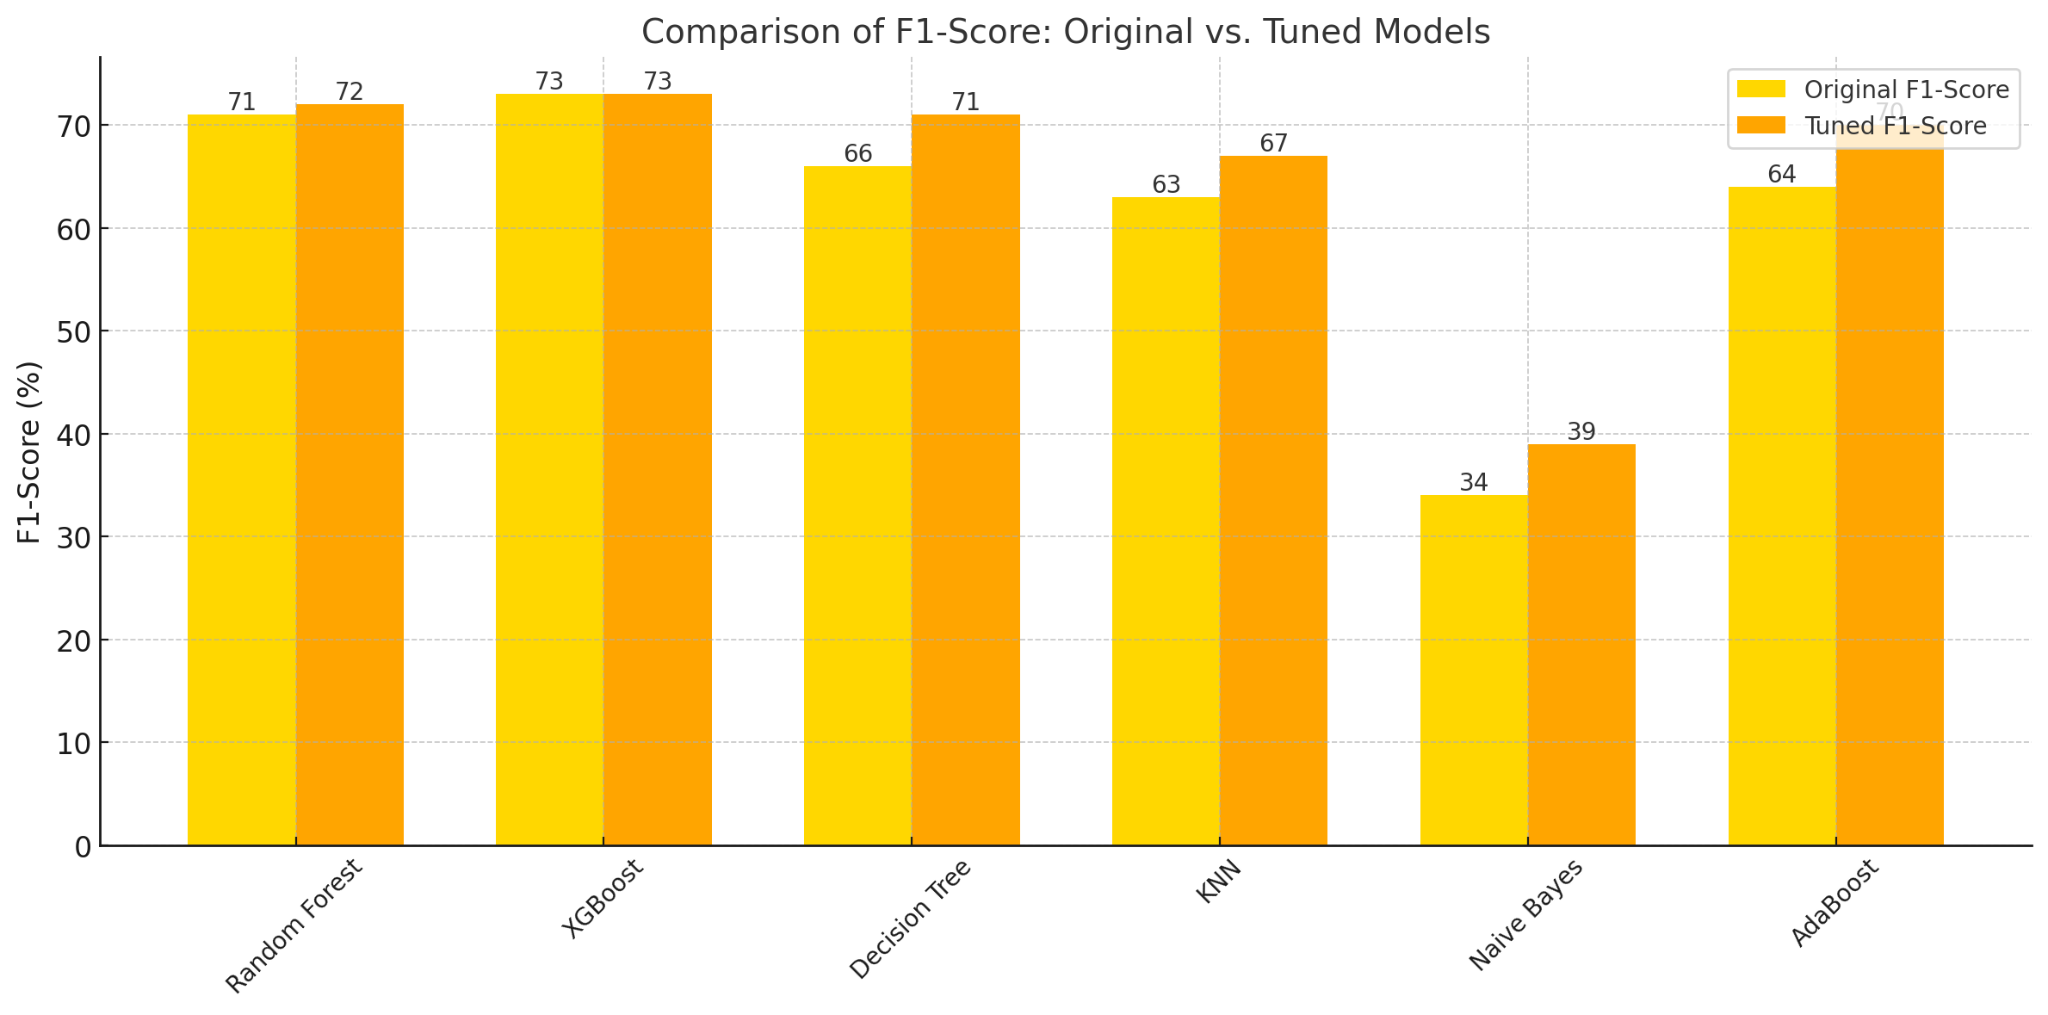 Comparison of F1-Score: Original vs. Tuned Models
Original F1-Score
Tuned F1-Score
F1-Score (%)
70
60
50
40
30
20
10
0
71
72
73
73
66
71
63
67
34
39
64
70
Random Forest
XGBoost
Decision Tree
KNN
Naive Bayes
AdaBoost